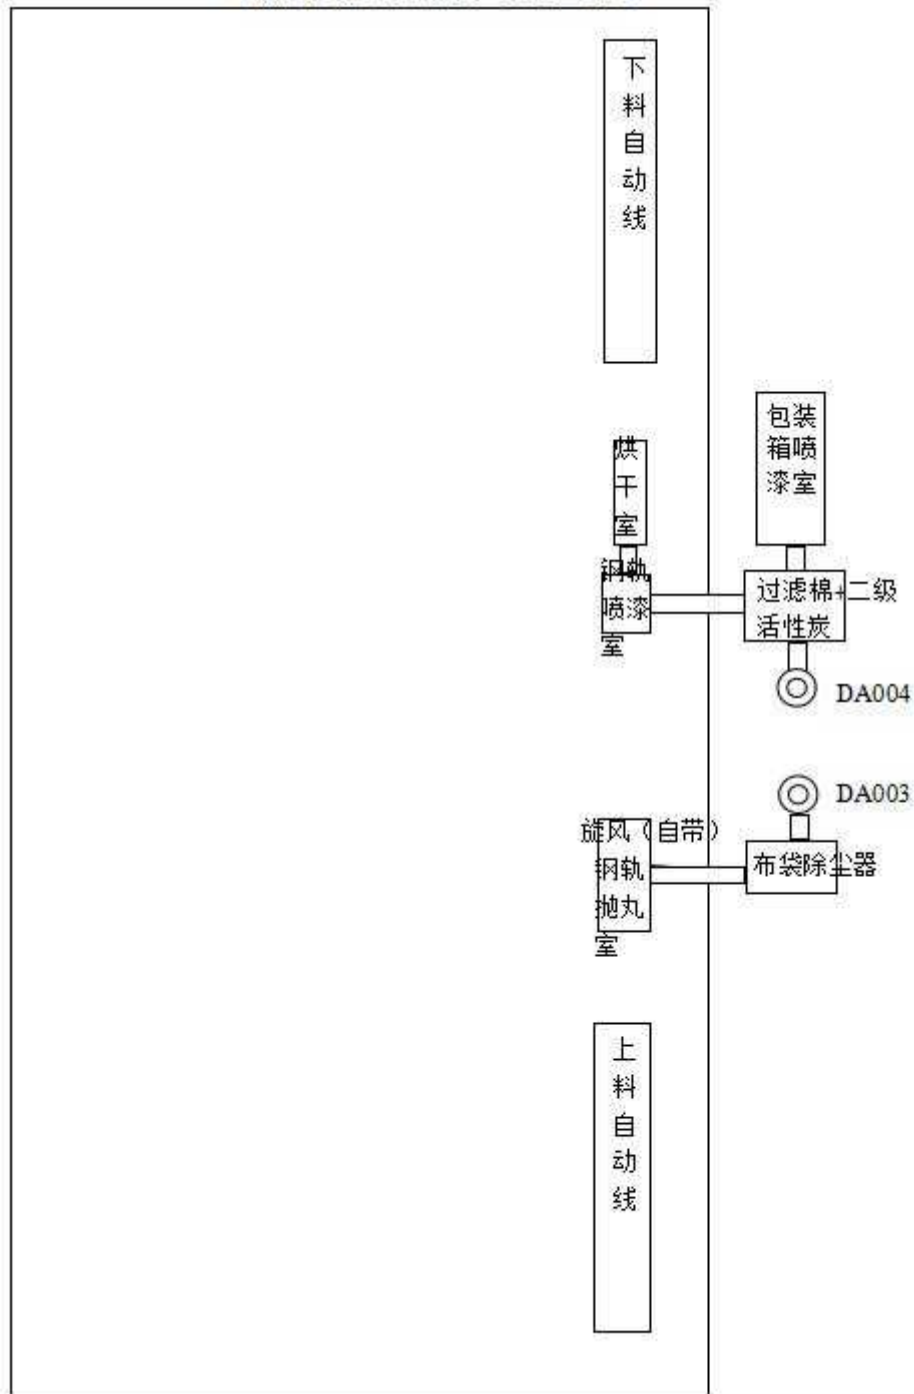 下
料
自
动
线
包装
箱喷
漆室
烘
干
室
钢轨
喷漆
室
过滤棉+二级
活性炭
DA004
DA003
旋风（自带）
钢轨
抛丸
室
布袋除尘器
上
料
自
动
线